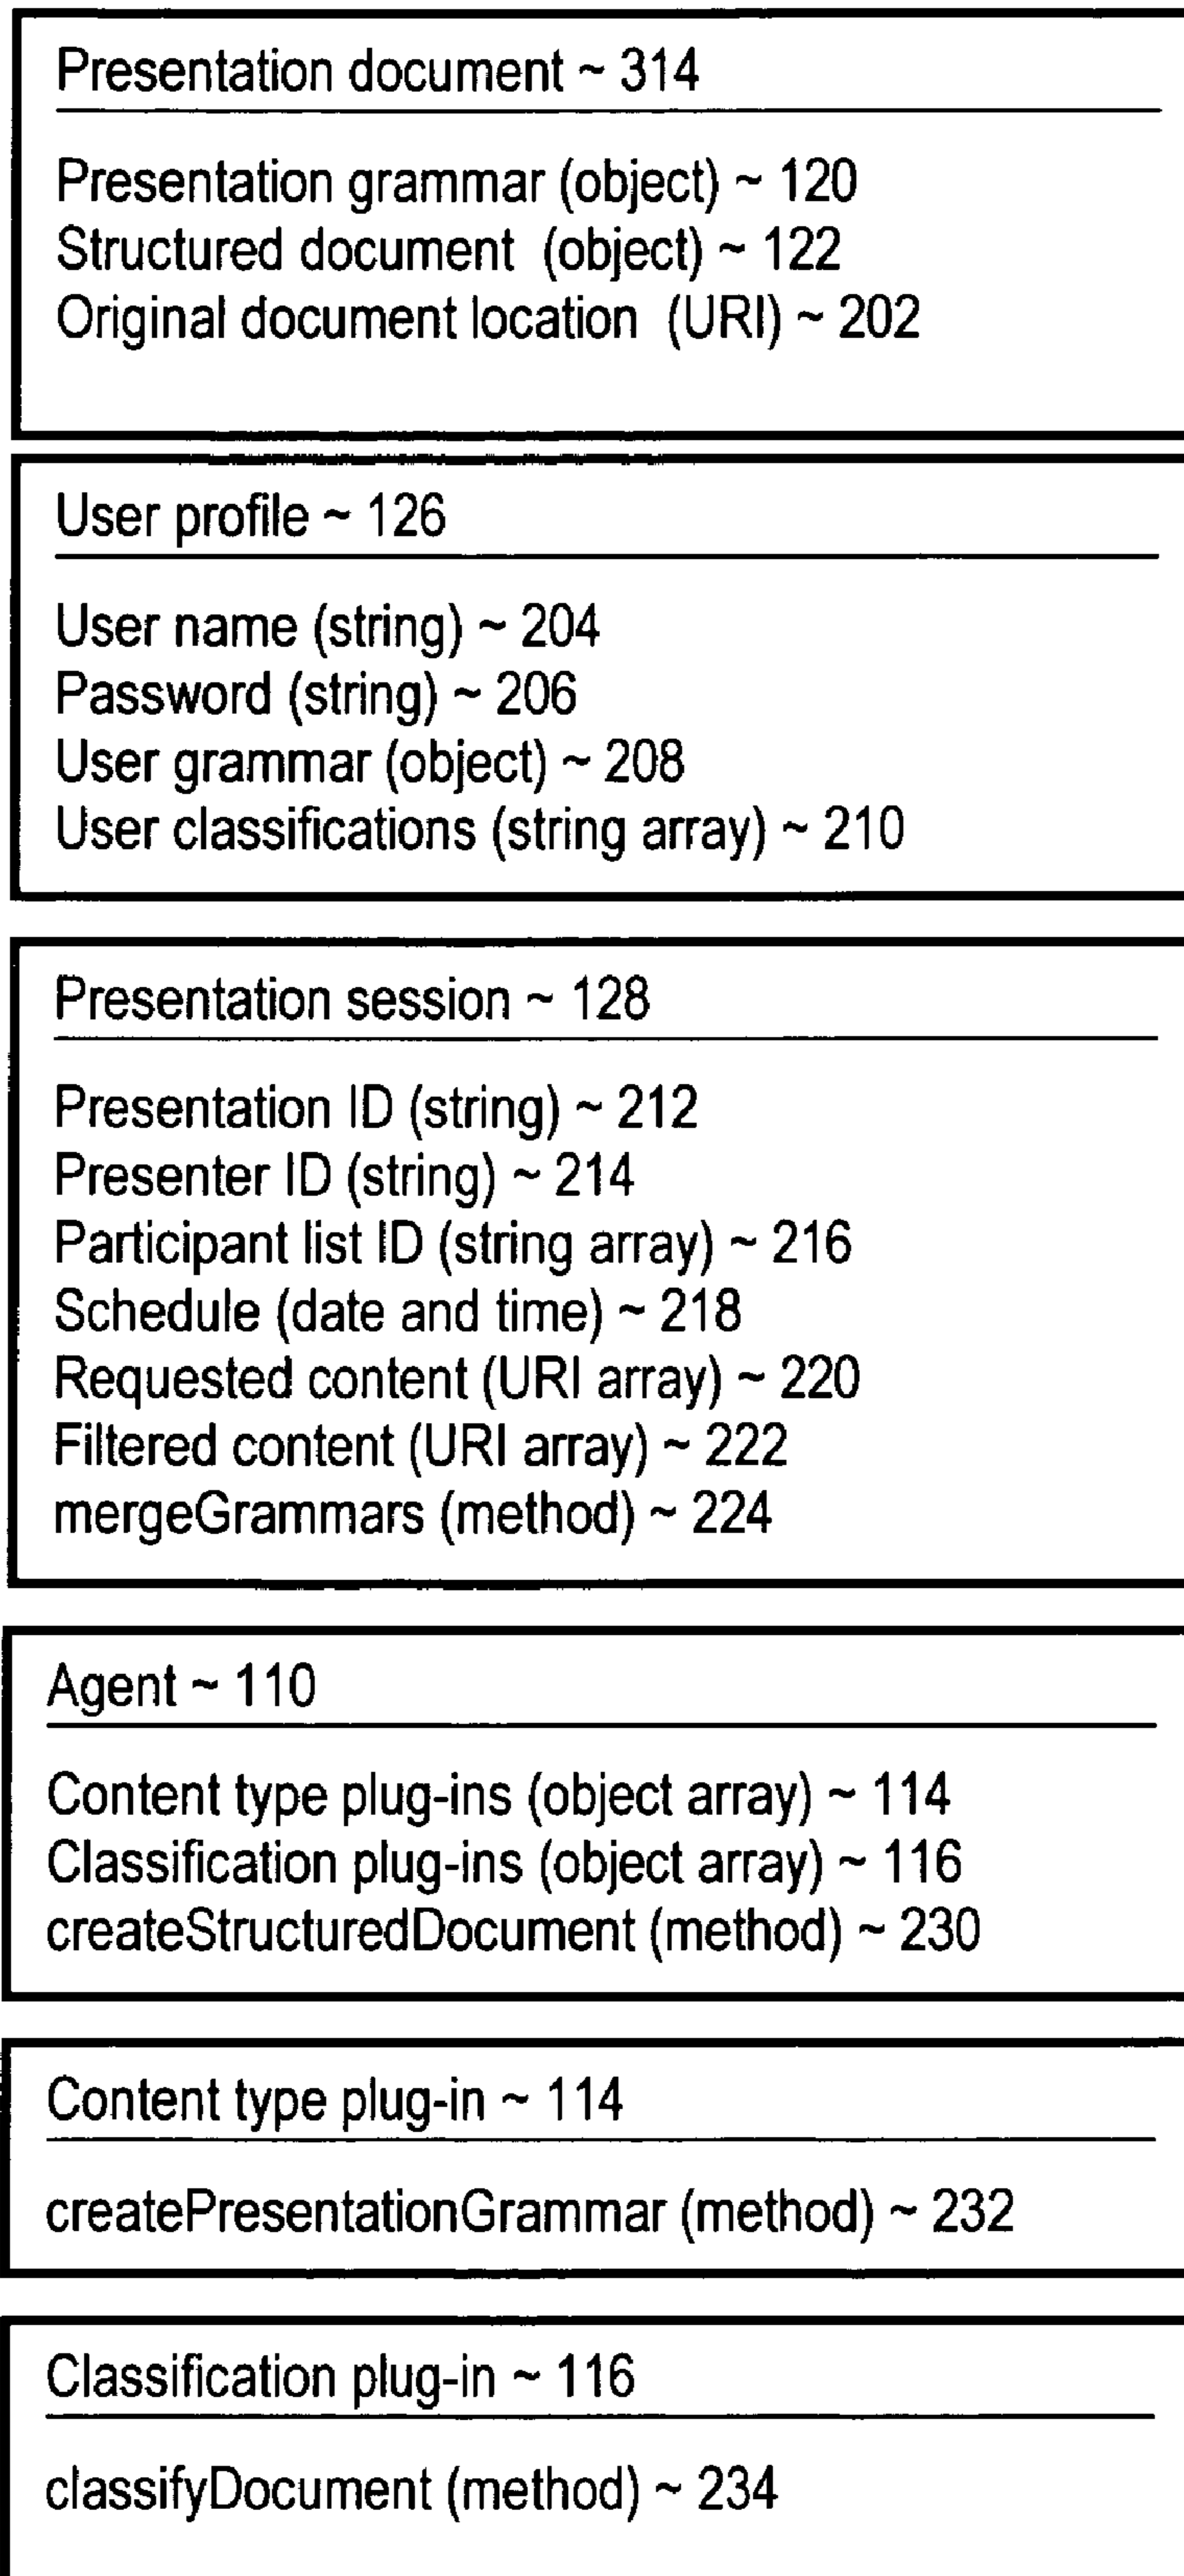 Presentation document ~ 314
Presentation grammar (object) ~ 120
Structured document (object) ~ 122
Original document location (URI) ~ 202
User profile ~ 126
User name (string) ~ 204
Password (string) ~ 206
User grammar (object) ~ 208
User classifications (string array) ~ 210
Presentation session ~ 128
Presentation ID (string) ~ 212
Presenter ID (string) ~ 214
Participant list ID (string array) ~ 216
Schedule (date and time) ~ 218
Requested content (URI array) ~ 220
Filtered content (URI array) ~ 222
mergeGrammars (method) ~ 224
Agent ~ 110
Content type plug-ins (object array) ~ 114
Classification plug-ins (object array) ~ 116
createStructuredDocument (method) ~ 230
Content type plug-in ~ 114
createPresentationGrammar (method) ~ 232
Classification plug-in ~ 116
classifyDocument (method) ~ 234